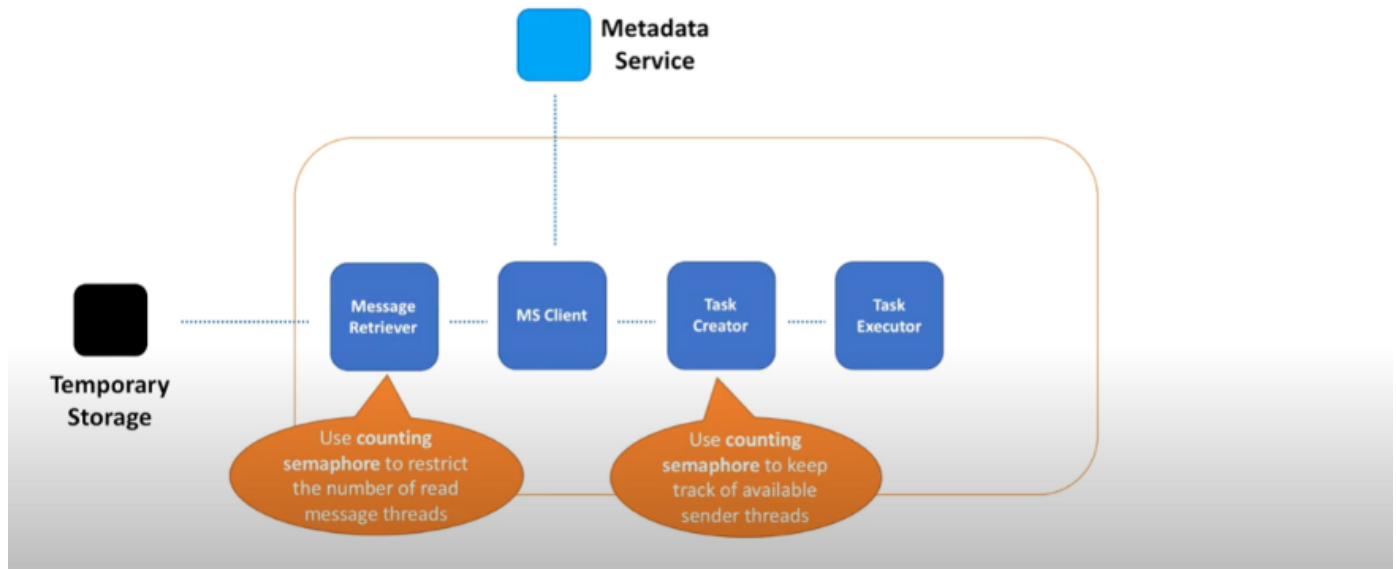 Metadata
Service
Message
Retriever
MS Client
Task
Creator
Task
Executor
Temporary
Storage
Use counting
semaphore to restrict
the number of read
message threads
Use counting
semaphore to keep
track of available
sender threads